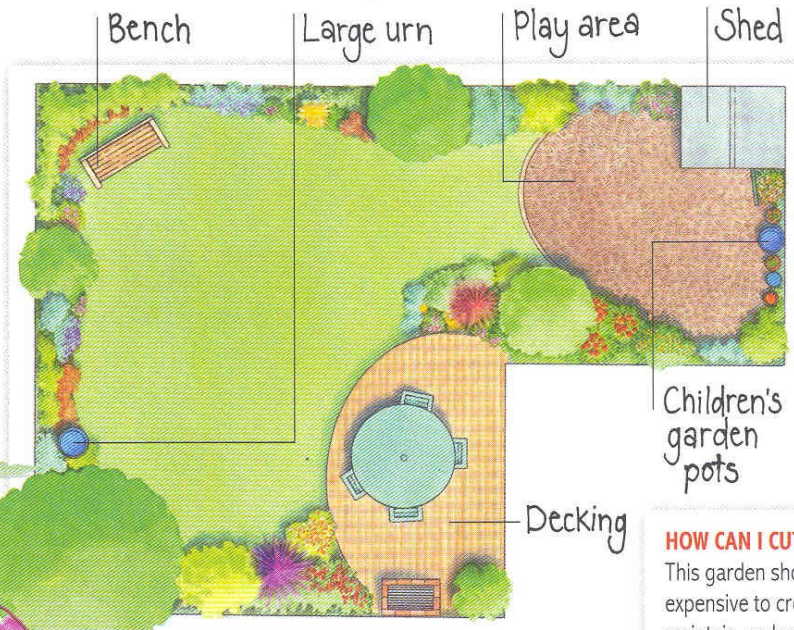 Bench
Large urn
Play area
Shed
Children's
garden
pots
Decking
HOW CAN I CUT
This garden sho
expensive to cre